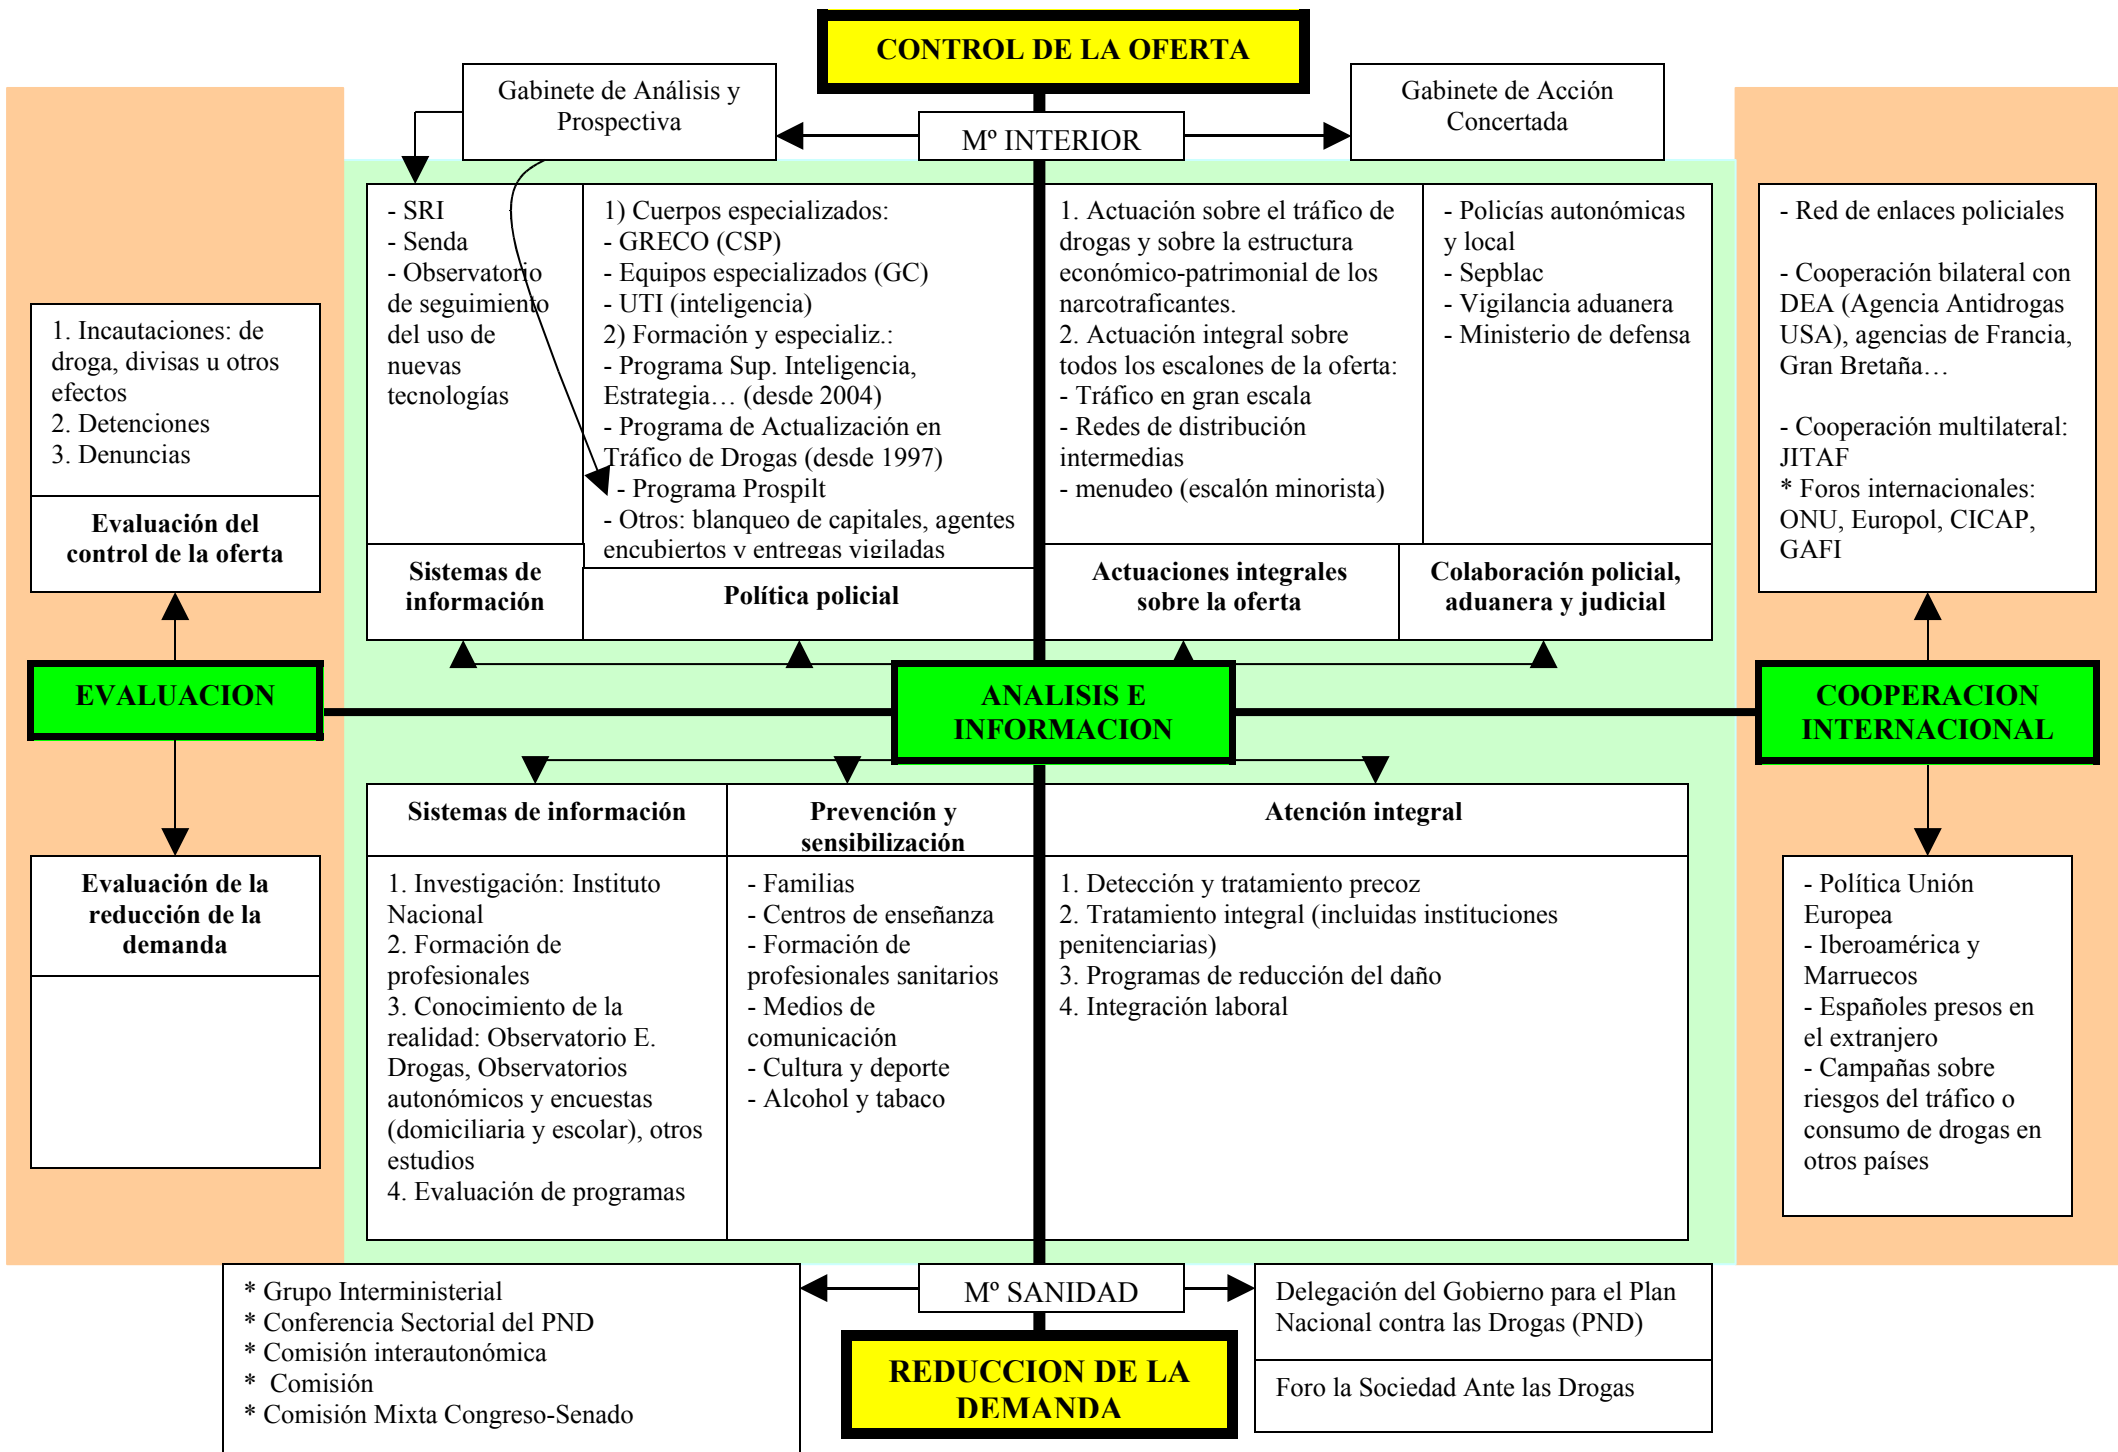 CONTROL DE LA OFERTA
Gabinete de Análisis y
Prospectiva
Mº INTERIOR
Gabinete de Acción
Concertada
- SRI
- Senda
- Observatorio
de seguimiento
del uso de
nuevas
tecnologías
Sistemas de
información
1) Cuerpos especializados:
- GRECO (CSP)
- Equipos especializados (GC)
- UTI (inteligencia)
2) Formación y especializ.:
- Programa Sup. Inteligencia,
Estrategia… (desde 2004)
- Programa de Actualización en
Tráfico de Drogas (desde 1997)
- Programa Prospilt
- Otros: blanqueo de capitales, agentes
encubiertos y entregas vigiladas
Política policial
1. Actuación sobre el tráfico de
drogas y sobre la estructura
económico-patrimonial de los
narcotraficantes.
2. Actuación integral sobre
todos los escalones de la oferta:
- Tráfico en gran escala
- Redes de distribución
intermedias
- menudeo (escalón minorista)
Actuaciones integrales
sobre la oferta
- Policías autonómicas
y local
- Sepblac
- Vigilancia aduanera
- Ministerio de defensa
Colaboración policial,
aduanera y judicial
1. Incautaciones: de
droga, divisas u otros
efectos
2. Detenciones
3. Denuncias
Evaluación del
control de la oferta
- Red de enlaces policiales
- Cooperación bilateral con
DEA (Agencia Antidrogas
USA), agencias de Francia,
Gran Bretaña…
- Cooperación multilateral:
JITAF
* Foros internacionales:
ONU, Europol, CICAP,
GAFI
EVALUACION
ANALISIS E
INFORMACION
COOPERACION
INTERNACIONAL
Evaluación de la
reducción de la
demanda
Sistemas de información
1. Investigación: Instituto
Nacional
2. Formación de
profesionales
3. Conocimiento de la
realidad: Observatorio E.
Drogas, Observatorios
autonómicos y encuestas
(domiciliaria y escolar), otros
estudios
4. Evaluación de programas
Prevención y
sensibilización
- Familias
- Centros de enseñanza
- Formación de
profesionales sanitarios
- Medios de
comunicación
- Cultura y deporte
- Alcohol y tabaco
Atención integral
1. Detección y tratamiento precoz
2. Tratamiento integral (incluidas instituciones
penitenciarias)
3. Programas de reducción del daño
4. Integración laboral
- Política Unión
Europea
- Iberoamérica y
Marruecos
- Españoles presos en
el extranjero
- Campañas sobre
riesgos del tráfico o
consumo de drogas en
otros países
* Grupo Interministerial
* Conferencia Sectorial del PND
* Comisión interautonómica
* Comisión
* Comisión Mixta Congreso-Senado
Mº SANIDAD
Delegación del Gobierno para el Plan
Nacional contra las Drogas (PND)
Foro la Sociedad Ante las Drogas
REDUCCION DE LA
DEMANDA